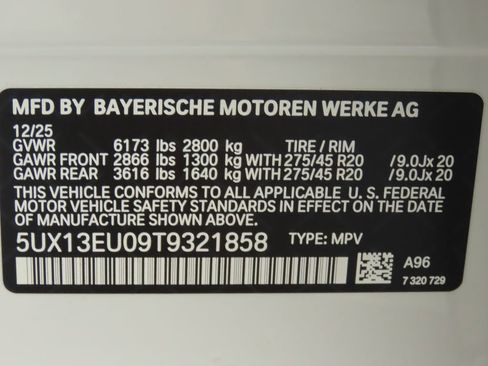 MFD BY BAYERISCHE MOTOREN WERKE AG
12/25
GVWR 6173 lbs 2800 kg TIRE / RIM
GAWR FRONT 2866 lbs 1300 kg WITH 275/45 R20 /9.0Jx 20
GAWR REAR 3616 lbs 1640 kg WITH 275/45 R20 /9.0Jx 20
THIS VEHICLE CONFORMS TO ALL APPLICABLE U. S. FEDERAL
MOTOR VEHICLE SAFETY STANDARDS IN EFFECT ON THE
DATE OF MANUFACTURE SHOWN ABOVE.
5UX13EU09T9321858 TYPE: MPV
A96
7 320 729